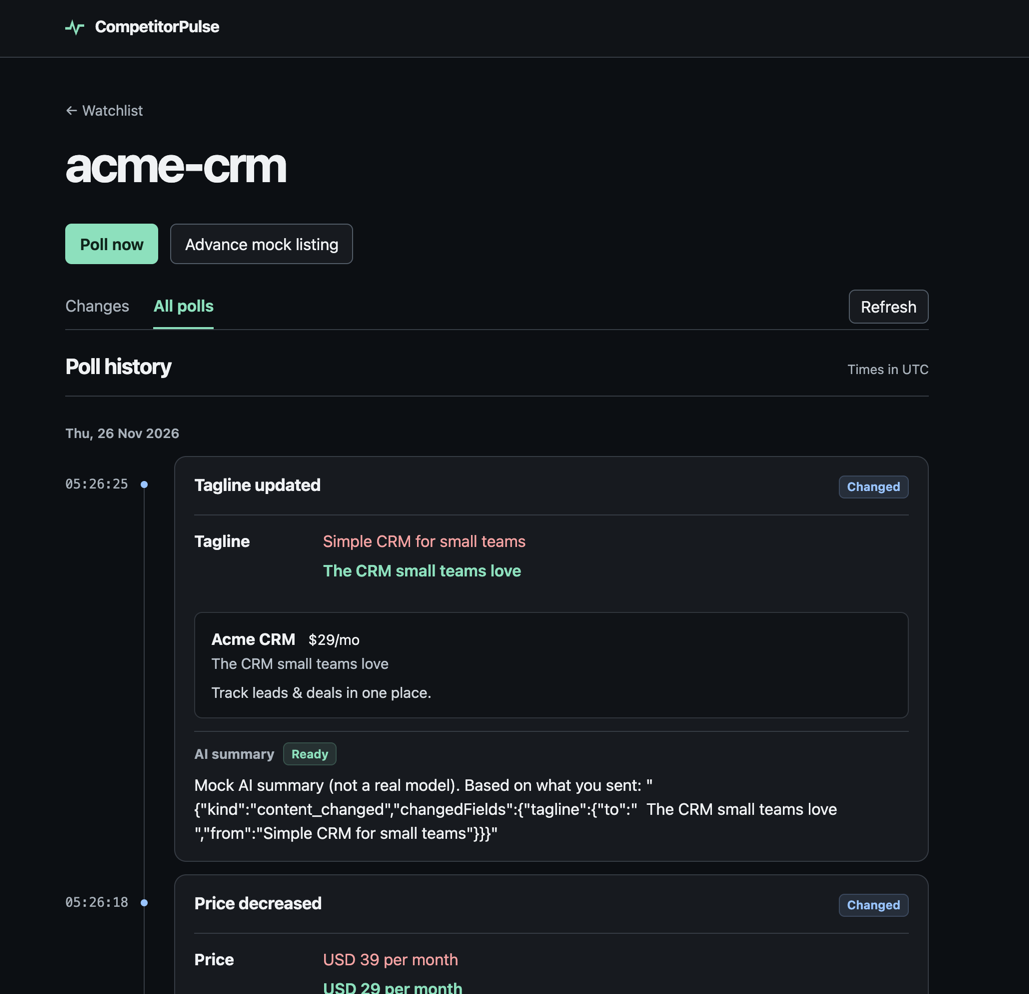 CompetitorPulse
← Watchlist
acme-crm
Poll now
Advance mock listing
Changes
All polls
Refresh
Poll history
Times in UTC
Thu, 26 Nov 2026
05:26:25
Tagline updated
Changed
Tagline
Simple CRM for small teams
The CRM small teams love
Acme CRM $29/mo
The CRM small teams love
Track leads & deals in one place.
AI summary
Ready
Mock AI summary (not a real model). Based on what you sent: "
{"kind":"content_changed","changedFields":{"tagline":{"to":"  The CRM small teams love
","from":"Simple CRM for small teams"}}}"
05:26:18
Price decreased
Changed
Price
USD 39 per month
USD 29 per month